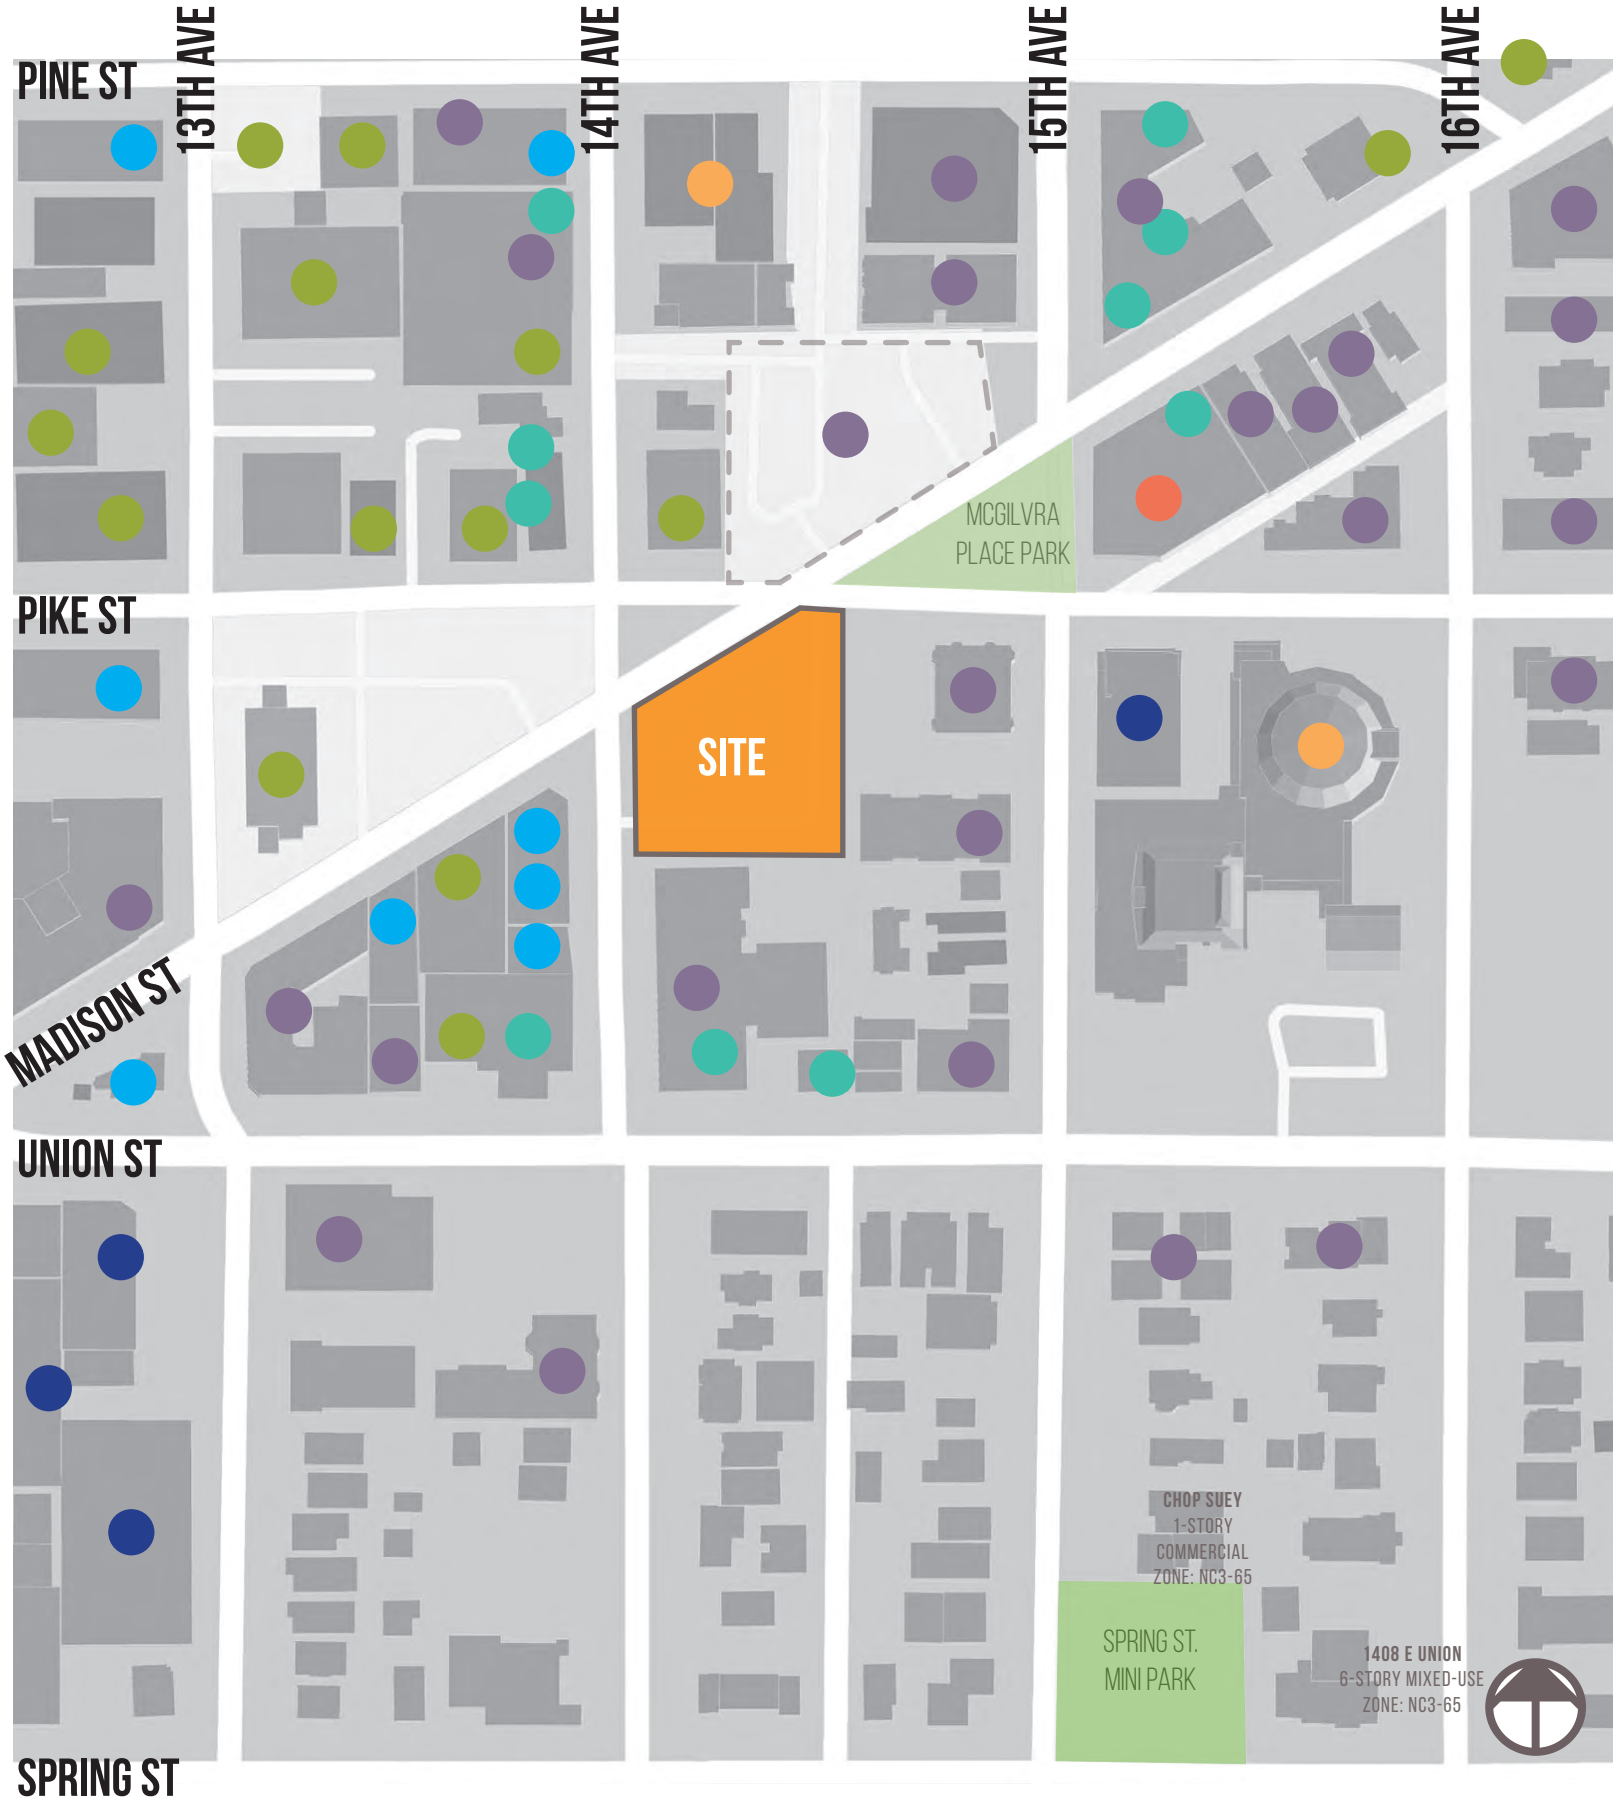 13TH AVE
14TH AVE
15TH AVE
16TH AVE
PINE ST
MCGILVRA
PLACE PARK
PIKE ST
SITE
MADISON ST
UNION ST
CHOP SUEY
1-STORY
COMMERCIAL
ZONE: NC3-65
SPRING ST.
MINI PARK
1408 E UNION
6-STORY MIXED-USE
ZONE: NC3-65
SPRING ST